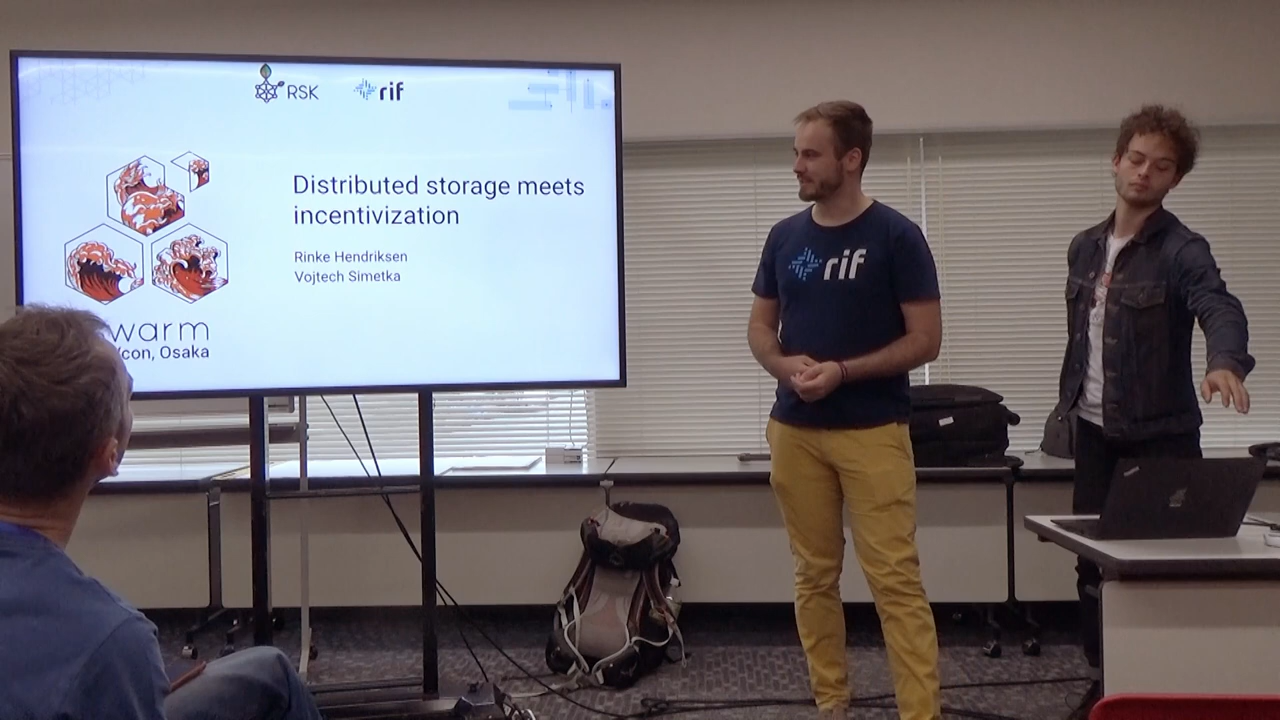 RSK
rif
Distributed storage meets
incentivization
Rinke Hendriksen
Vojtech Simetka
warm
con, Osaka
rif